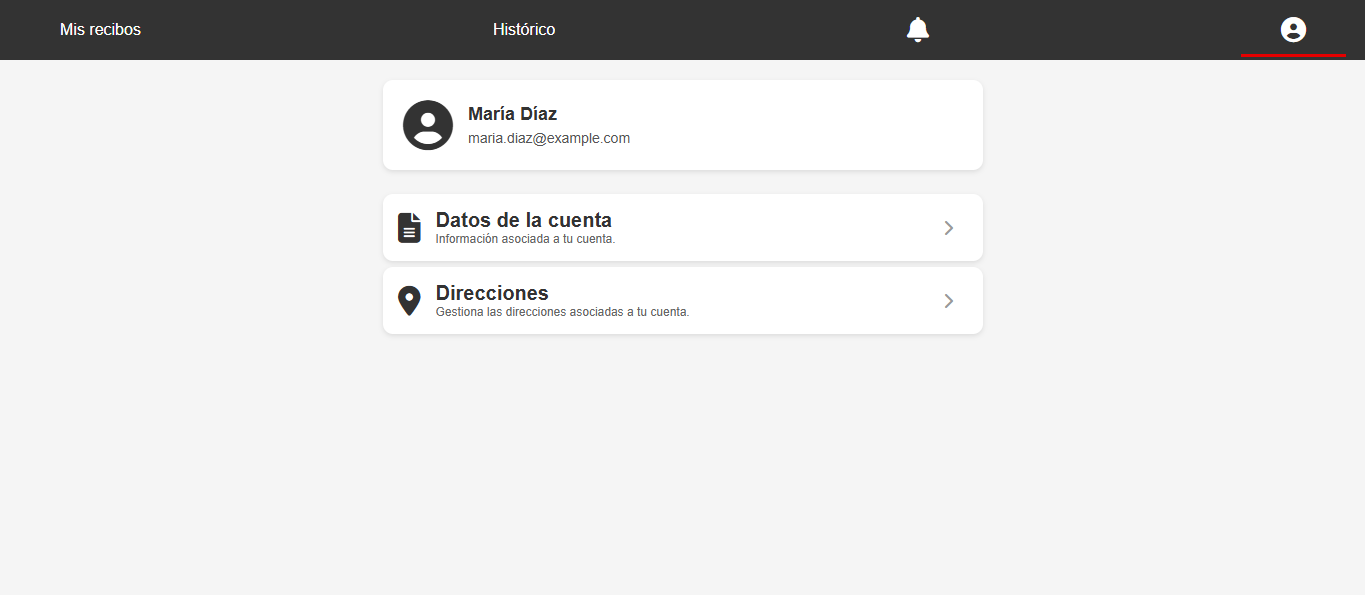 Mis recibos
Histórico
María Díaz
maria.diaz@example.com
Datos de la cuenta
Información asociada a tu cuenta.
Direcciones
Gestiona las direcciones asociadas a tu cuenta.